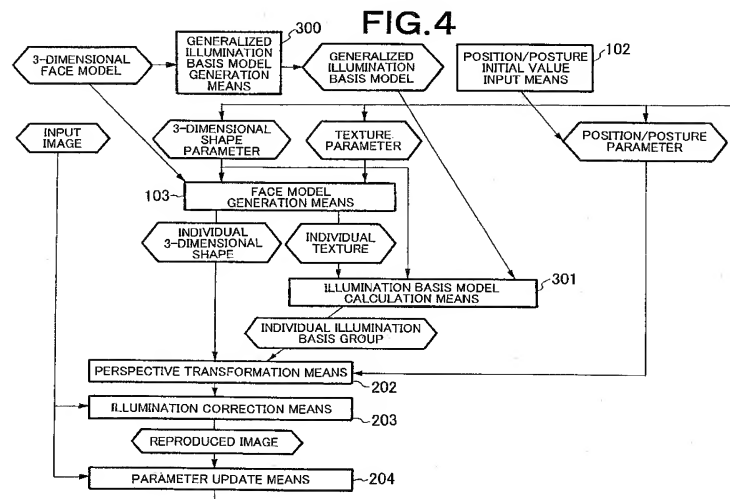 FIG.4
300
3-DIMENSIONAL
FACE MODEL
GENERALIZED
ILLUMINATION
BASIS MODEL
GENERATION
MEANS
GENERALIZED
ILLUMINATION
BASIS MODEL
102
POSITION/POSTURE
INITIAL VALUE
INPUT MEANS
INPUT
IMAGE
3-DIMENSIONAL
SHAPE
PARAMETER
TEXTURE
PARAMETER
POSITION/POSTURE
PARAMETER
103
FACE MODEL
GENERATION MEANS
INDIVIDUAL
3-DIMENSIONAL
SHAPE
INDIVIDUAL
TEXTURE
ILLUMINATION BASIS MODEL
CALCULATION MEANS
301
INDIVIDUAL ILLUMINATION
BASIS GROUP
PERSPECTIVE TRANSFORMATION MEANS
202
ILLUMINATION CORRECTION MEANS
203
REPRODUCED IMAGE
PARAMETER UPDATE MEANS
204